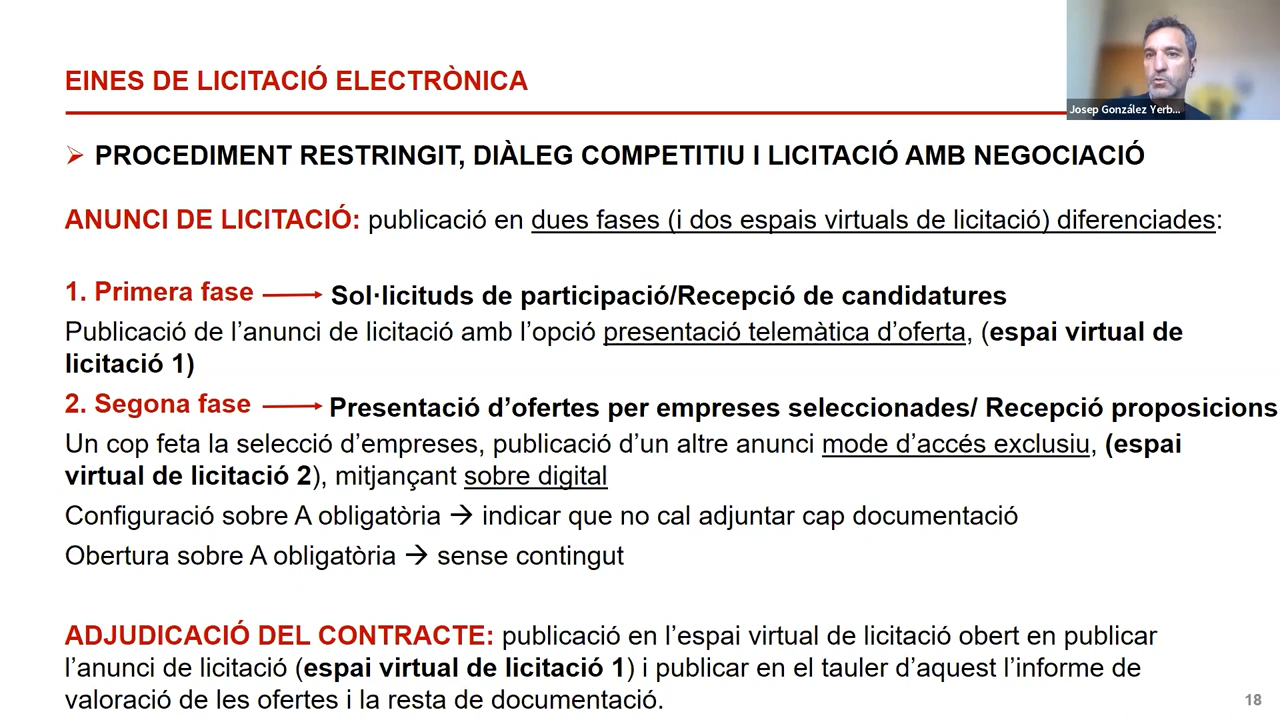 Josep González Yerb...
EINES DE LICITACIÓ ELECTRÒNICA
➢ PROCEDIMENT RESTRINGIT, DIÀLEG COMPETITIU I LICITACIÓ AMB NEGOCIACIÓ
ANUNCI DE LICITACIÓ: publicació en dues fases (i dos espais virtuals de licitació) diferenciades:
1. Primera fase → Sol·licituds de participació/Recepció de candidatures
Publicació de l’anunci de licitació amb l’opció presentació telemàtica d’oferta, (espai virtual de
licitació 1)
2. Segona fase → Presentació d’ofertes per empreses seleccionades/ Recepció proposicions
Un cop feta la selecció d’empreses, publicació d’un altre anunci mode d’accés exclusiu, (espai
virtual de licitació 2), mitjançant sobre digital
Configuració sobre A obligatòria → indicar que no cal adjuntar cap documentació
Obertura sobre A obligatòria → sense contingut
ADJUDICACIÓ DEL CONTRACTE: publicació en l’espai virtual de licitació obert en publicar
l’anunci de licitació (espai virtual de licitació 1) i publicar en el tauler d’aquest l’informe de
valoració de les ofertes i la resta de documentació.
18